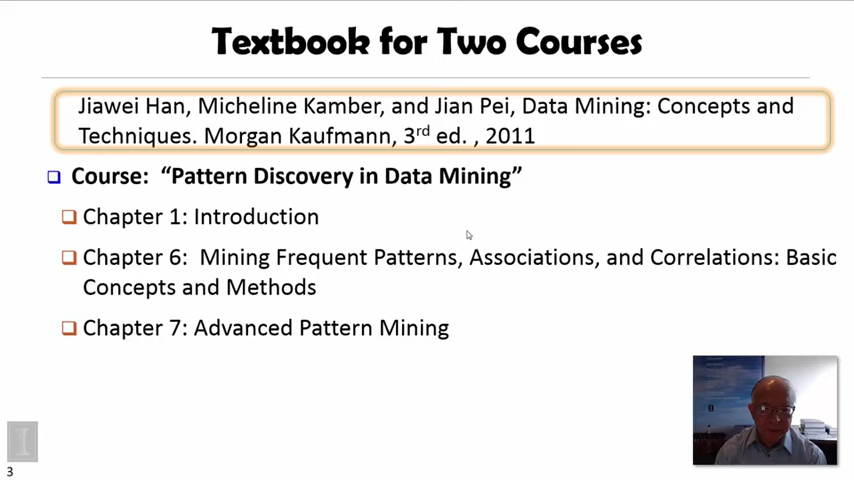 Textbook for Two Courses
Jiawei Han, Micheline Kamber, and Jian Pei, Data Mining: Concepts and
Techniques. Morgan Kaufmann, 3rd ed. , 2011
Course: “Pattern Discovery in Data Mining”
Chapter 1: Introduction
Chapter 6: Mining Frequent Patterns, Associations, and Correlations: Basic
Concepts and Methods
Chapter 7: Advanced Pattern Mining
I
3